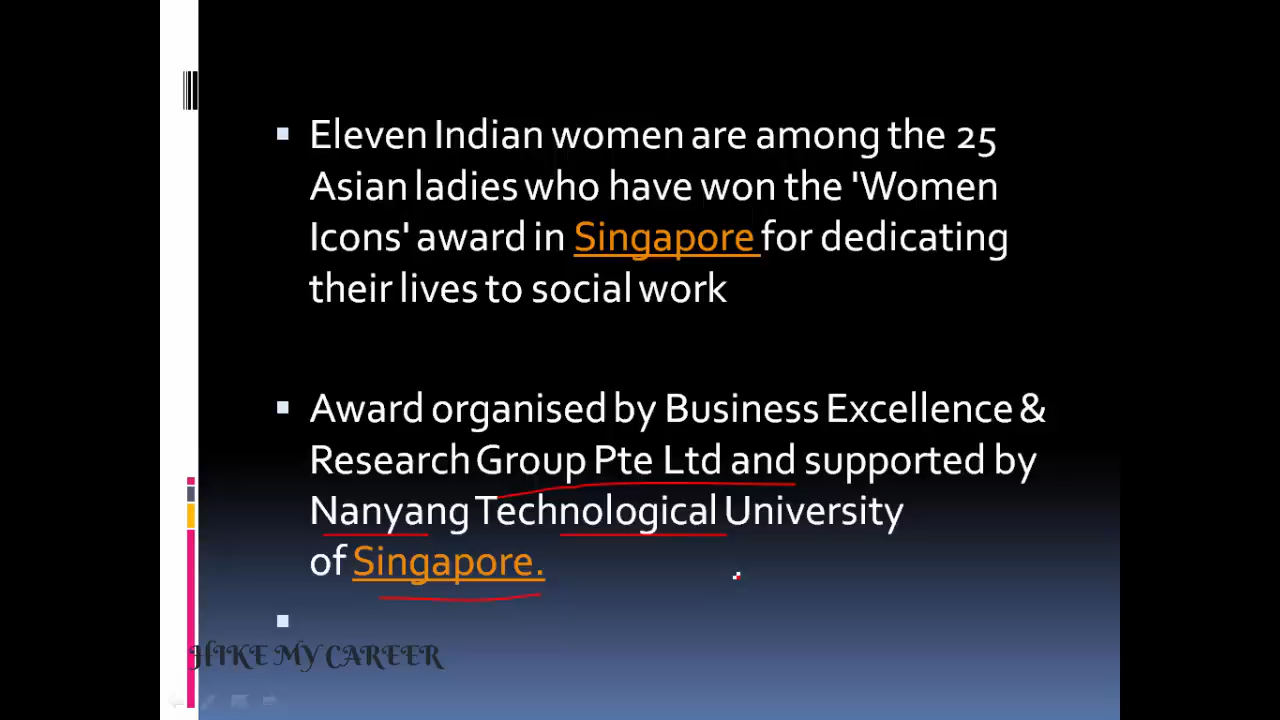 Eleven Indian women are among the 25
Asian ladies who have won the 'Women
Icons' award in Singapore for dedicating
their lives to social work
Award organised by Business Excellence &
Research Group Pte Ltd and supported by
Nanyang Technological University
of Singapore.
HIKE MY CAREER